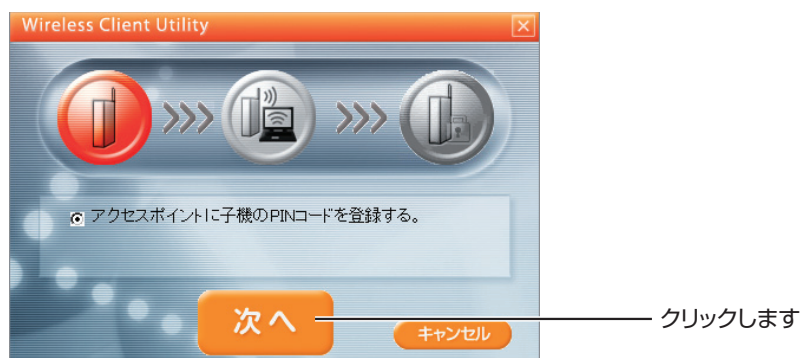 Wireless Client Utility
アクセスポイントに子機のPINコードを登録する。
次へ
キャンセル
クリックします